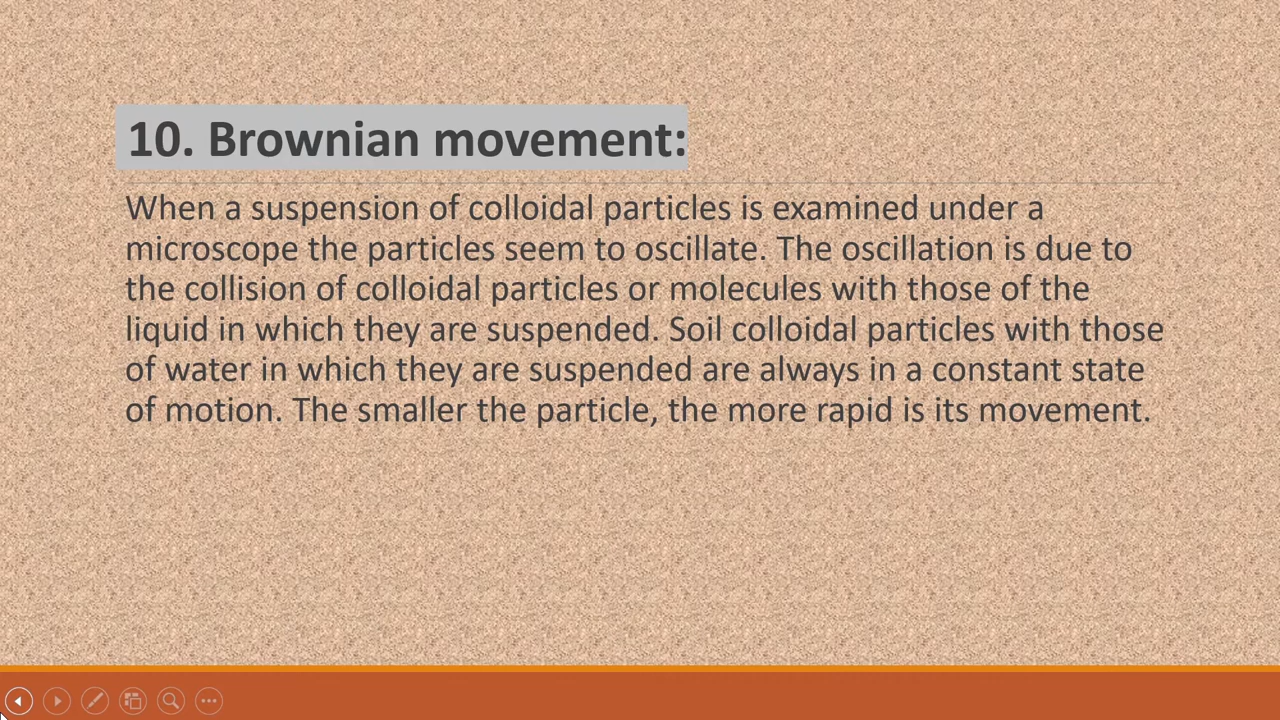 10. Brownian movement:
When a suspension of colloidal particles is examined under a
microscope the particles seem to oscillate. The oscillation is due to
the collision of colloidal particles or molecules with those of the
liquid in which they are suspended. Soil colloidal particles with those
of water in which they are suspended are always in a constant state
of motion. The smaller the particle, the more rapid is its movement.